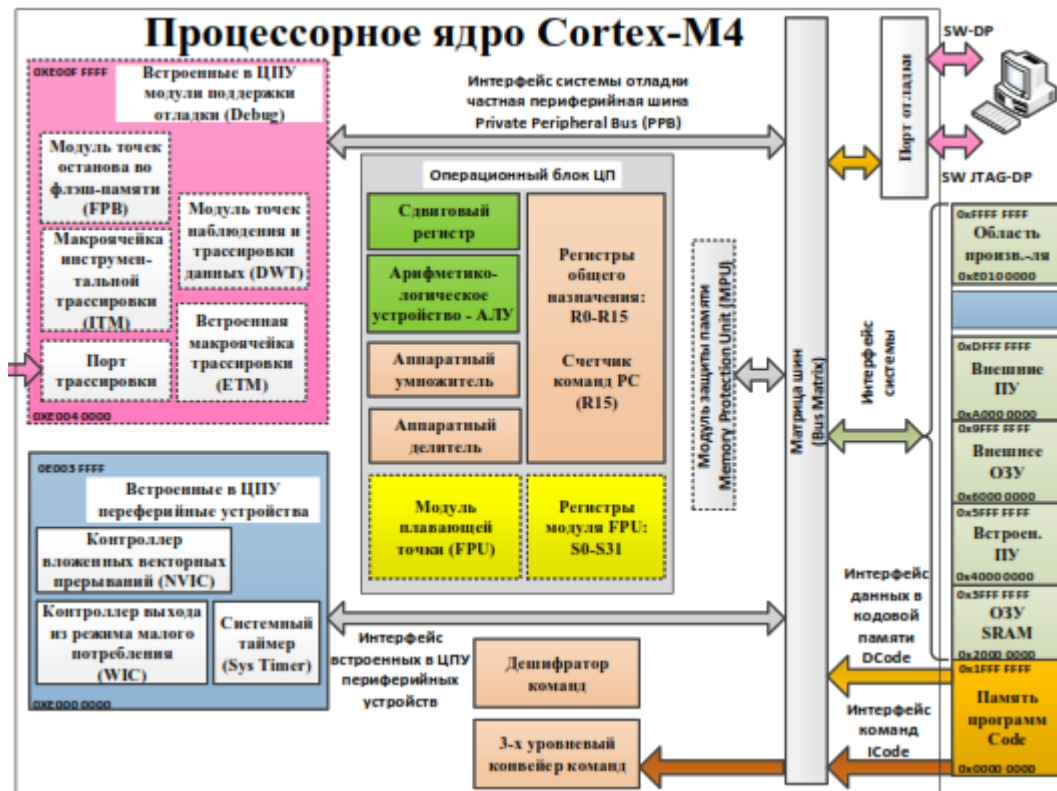 Процессорное ядро Cortex-M4
0XE00F FFFF
Встроенные в ЦПУ
модули поддержки
отладки (Debug)
Модуль точек
останова во
флэш-памяти
(FPB)
Модуль точек
наблюдения и
трассировки
данных (DWT)
Макроячейка
инструмен-
тальной
трассировки
(ITM)
Встроенная
макроячейка
трассировки
(ETM)
Порт
трассировки
0XE004 0000
Интерфейс системы отладки
частная периферийная шина
Private Peripheral Bus (PPB)
Операционный блок ЦП
Сдвиговый
регистр
Арифметико-
логическое
устройство - АЛУ
Аппаратный
умножитель
Аппаратный
делитель
Регистры
общего
назначения:
R0-R15
Счетчик
команд PC
(R15)
Модуль
плавающей
точки (FPU)
Регистры
модуля FPU:
S0-S31
Модуль защиты памяти
Memory Protection Unit (MPU)
Матрица шин
(Bus Matrix)
Порт отладки
SW-DP
SW JTAG-DP
Интерфейс
системы
0xFFFF FFFF
Область
произв.-ля
0xE010 0000
0xDFFF FFFF
Внешние
ПУ
0xA000 0000
0x9FFF FFFF
Внешнее
ОЗУ
0x6000 0000
0x5FFF FFFF
Встроен.
ПУ
0x4000 0000
0x3FFF FFFF
ОЗУ
SRAM
0x2000 0000
0x1FFF FFFF
Память
программ
Code
0x0000 0000
0E003 FFFF
Встроенные в ЦПУ
переферийные устройства
Контроллер
вложенных векторных
прерываний (NVIC)
Контроллер выхода
из режима малого
потребления
(WIC)
Системный
таймер
(Sys Timer)
0XE000 0000
Интерфейс
встроенных в ЦПУ
периферийных
устройств
Дешифратор
команд
3-х уровневый
конвейер команд
Интерфейс
данных в
кодовой
памяти
DCode
Интерфейс
команд
ICode